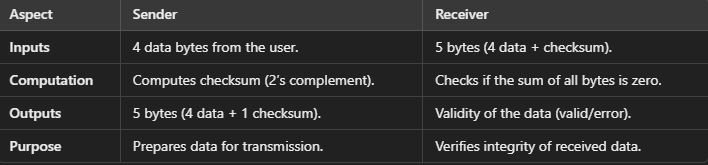 Aspect Sender Receiver
Inputs 4 data bytes from the user. 5 bytes (4 data + checksum).
Computation Computes checksum (2's complement). Checks if the sum of all bytes is zero.
Outputs 5 bytes (4 data + 1 checksum). Validity of the data (valid/error).
Purpose Prepares data for transmission. Verifies integrity of received data.